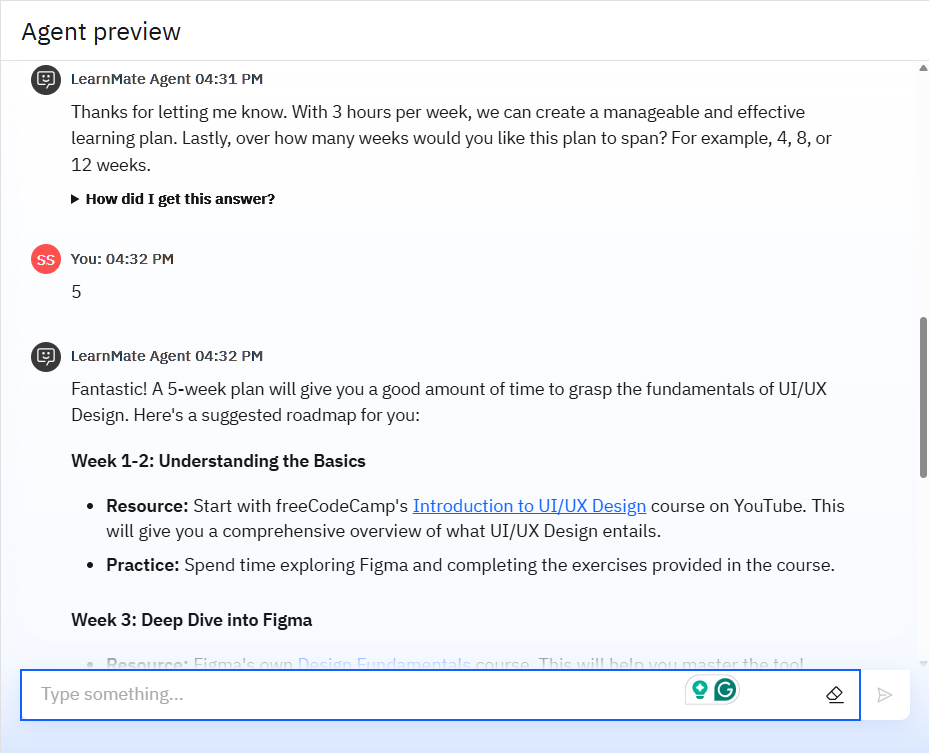 Agent preview
LearnMate Agent 04:31 PM
Thanks for letting me know. With 3 hours per week, we can create a manageable and effective
learning plan. Lastly, over how many weeks would you like this plan to span? For example, 4, 8, or
12 weeks.
How did I get this answer?
SS
You: 04:32 PM
5
LearnMate Agent 04:32 PM
Fantastic! A 5-week plan will give you a good amount of time to grasp the fundamentals of UI/UX
Design. Here's a suggested roadmap for you:
Week 1-2: Understanding the Basics
Resource: Start with freeCodeCamp's Introduction to UI/UX Design course on YouTube. This
will give you a comprehensive overview of what UI/UX Design entails.
Practice: Spend time exploring Figma and completing the exercises provided in the course.
Week 3: Deep Dive into Figma
Resource: Figma's own Design Fundamentals course. This will help you master the tool
Type something...